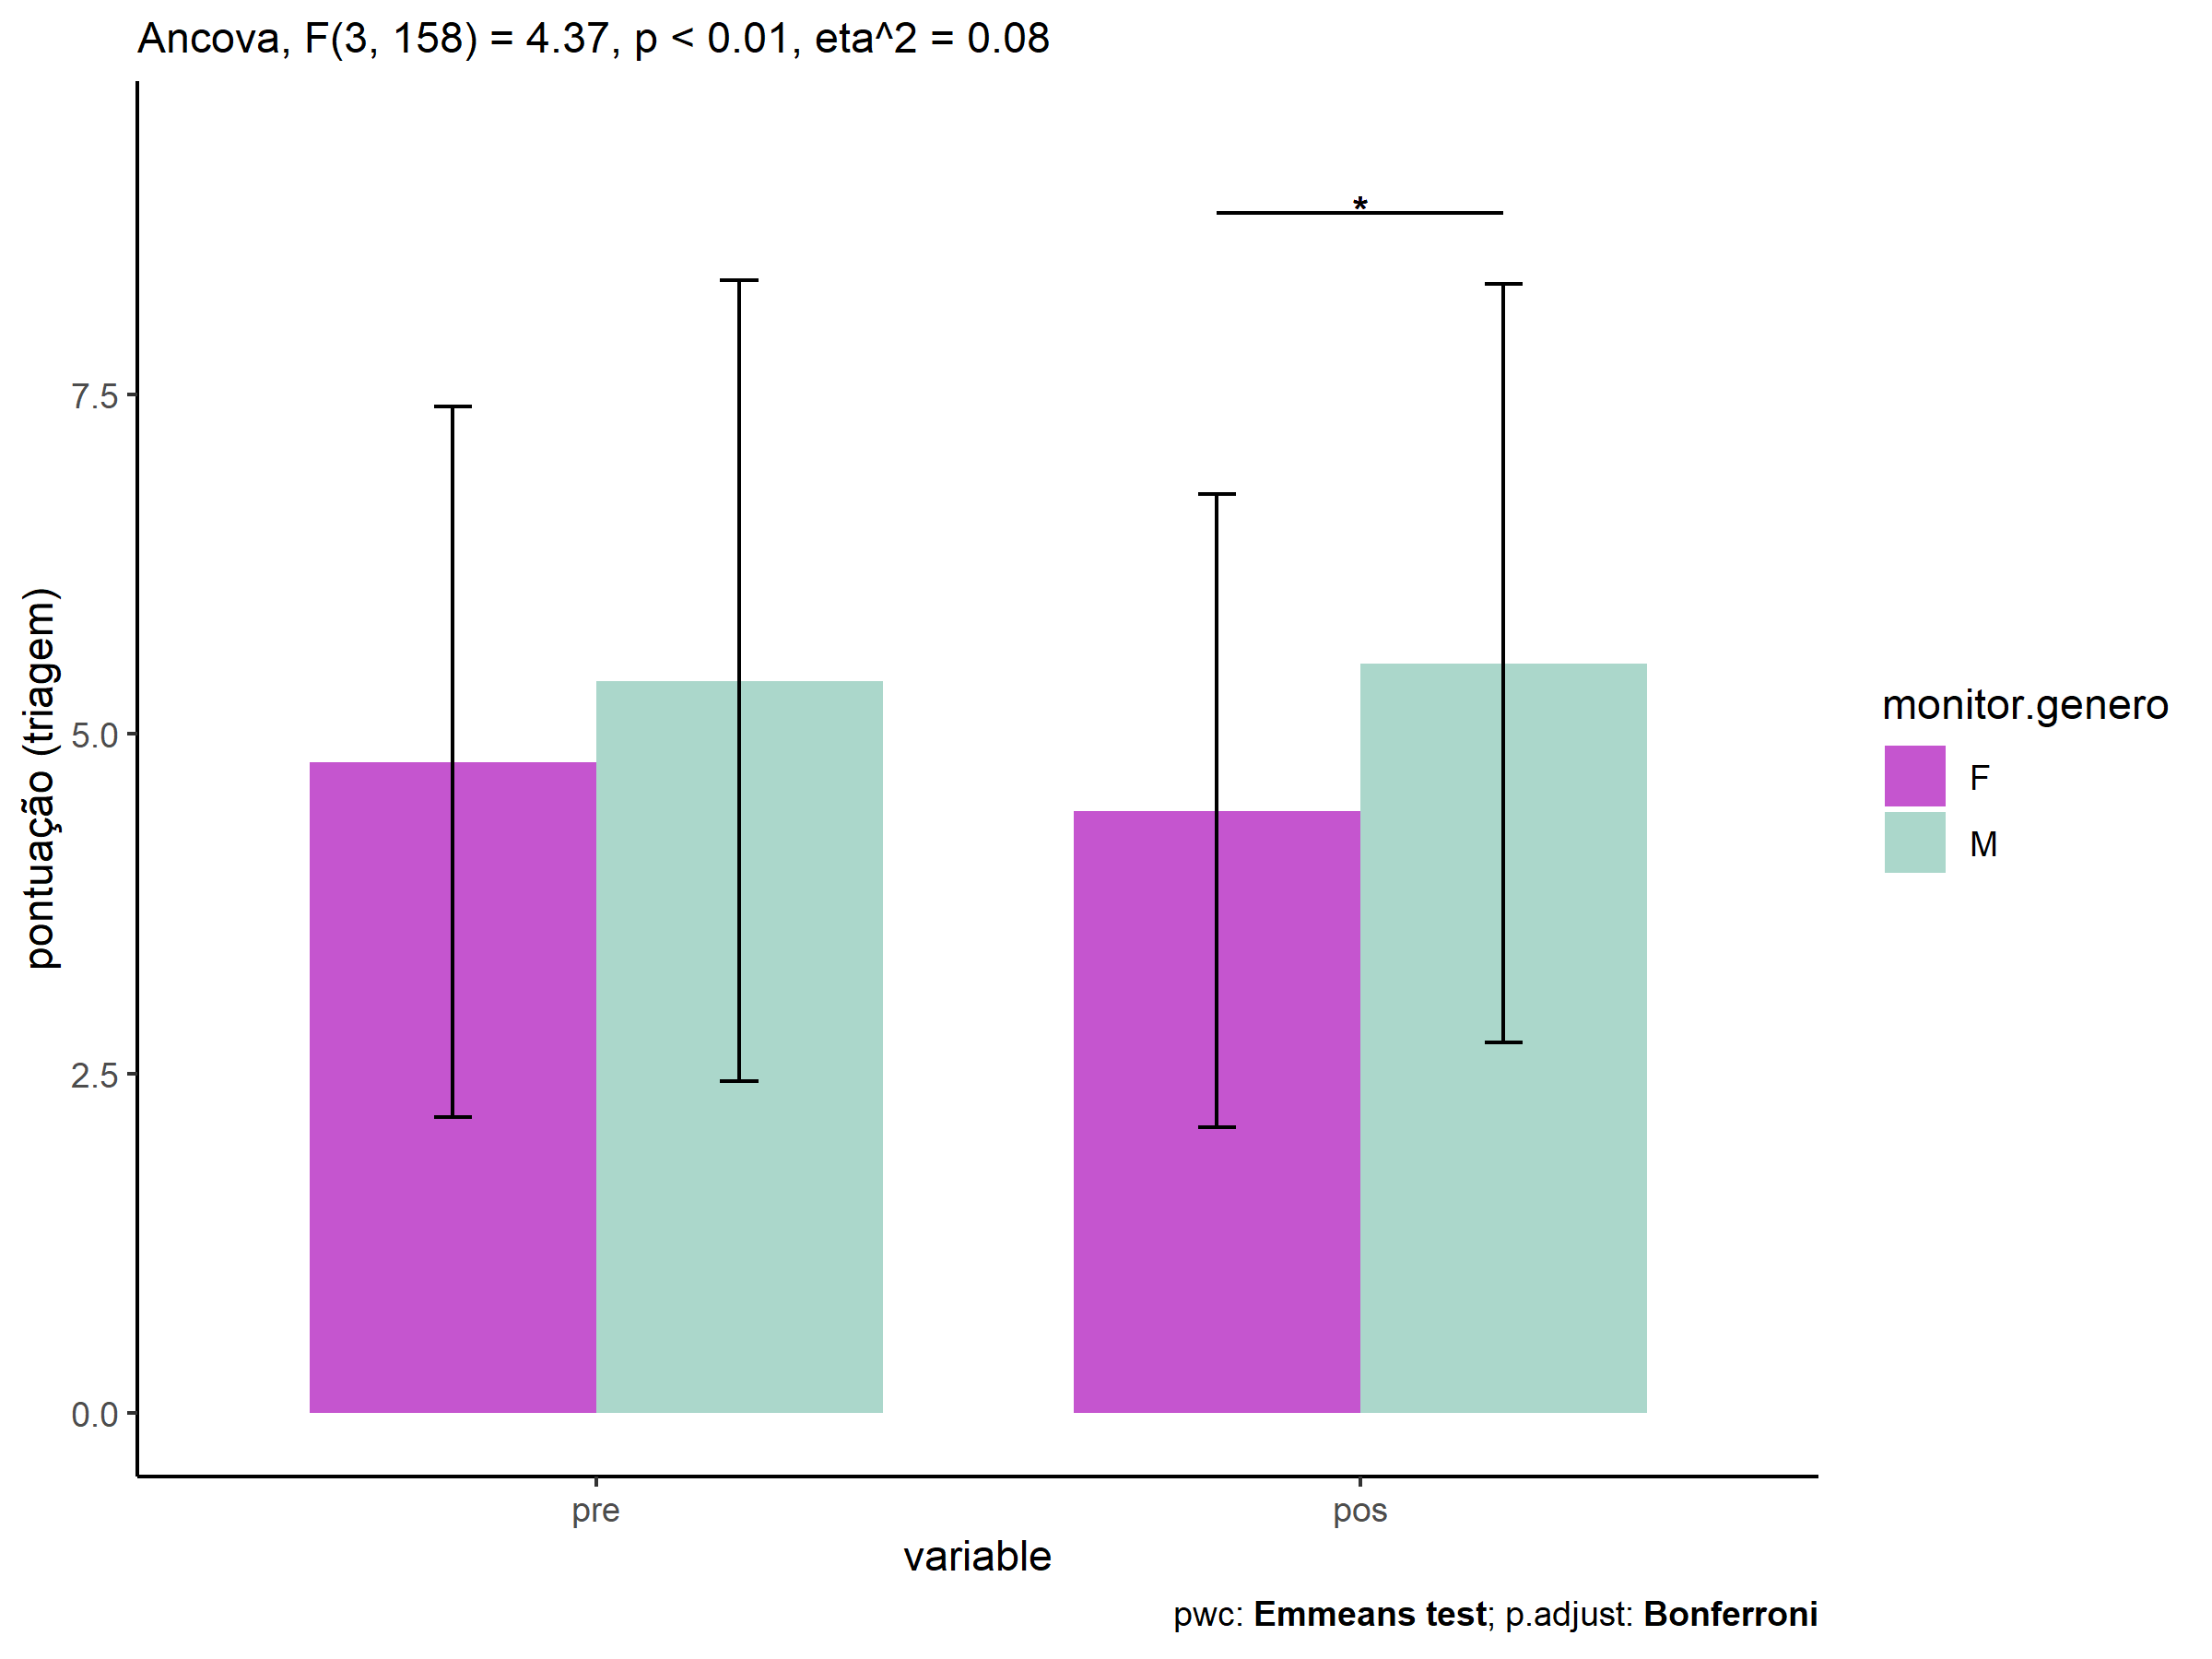 Ancova, F(3, 158) = 4.37, p < 0.01, eta^2 = 0.08
*
7.5
5.0
2.5
0.0
pontuação (triagem)
pre
pos
variable
monitor.genero
F
M
pwc: Emmeans test; p.adjust: Bonferroni